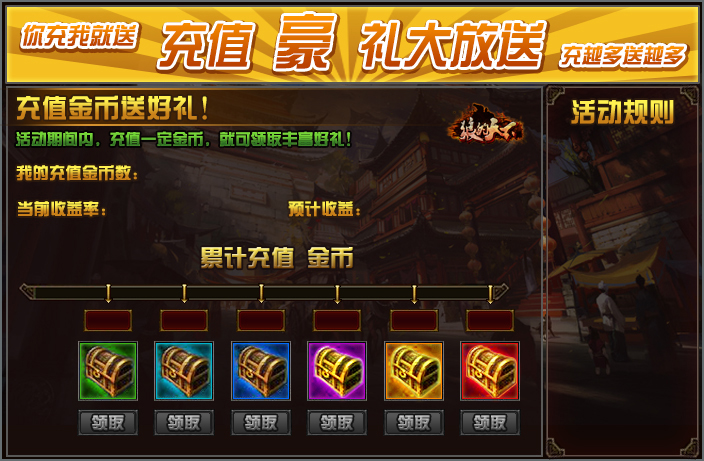 你充我就送 充值 豪 礼大放送 充越多送越多
充值金币送好礼！
活动期间内，充值一定金币，就可领取丰富好礼！
我的充值金币数：
当前收益率： 预计收益：
累计充值 金币
领取 领取 领取 领取 领取 领取
狼的天下
活动规则